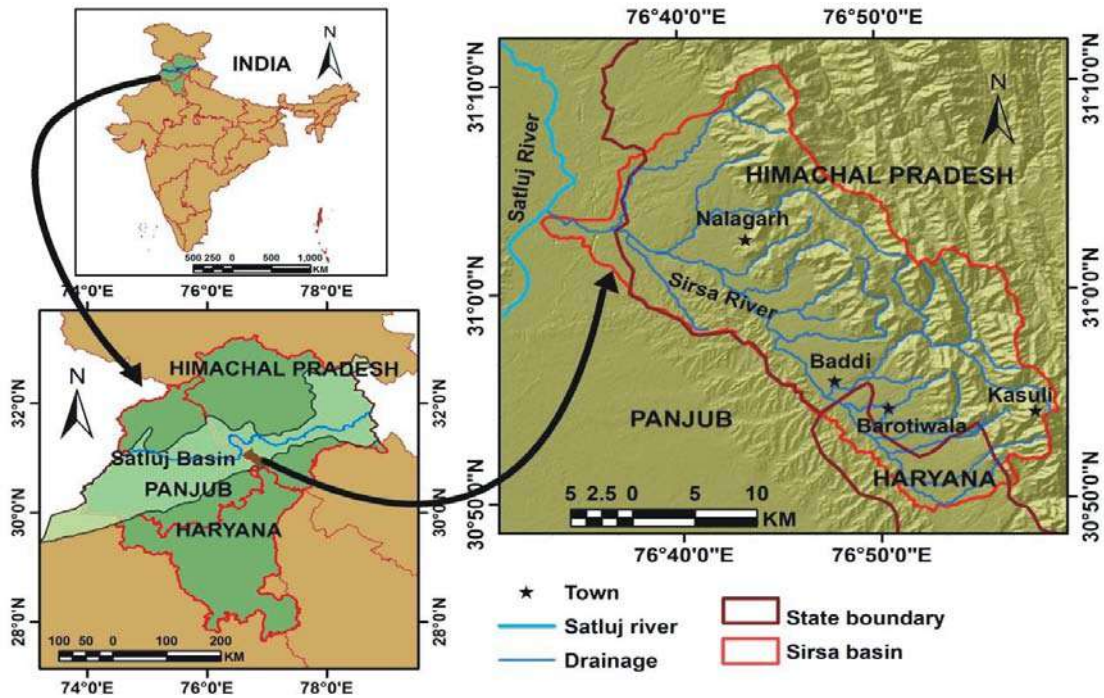 INDIA
N
500 250 0 500 1,000
KM
74°0'E 76°0'E 78°0'E
HIMACHAL PRADESH
N
Satluj Basin
PANJUB
HARYANA
32°0'N
30°0'N
28°0'N
32°0'N
30°0'N
28°0'N
100 50 0 100 200
KM
74°0'E 76°0'E 78°0'E
76°40'E 76°50'E
31°10'0"N
31°0'0"N
30°50'0"N
31°10'0"N
31°0'0"N
30°50'0"N
N
Satluj River
HIMACHAL PRADESH
Nalagarh
Sirsa River
Baddi
Kasuli
PANJUB
Barotiwala
HARYANA
5 2.5 0 5 10
KM
76°40'E 76°50'E
Town
Satluj river
Drainage
State boundary
Sirsa basin